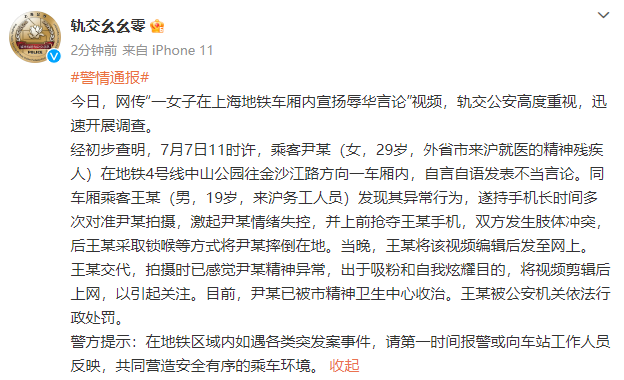 轨交幺幺零
2分钟前 来自 iPhone 11
#警情通报#
今日，网传“一女子在上海地铁车厢内宣扬辱华言论”视频，轨交公安高度重视，迅
速开展调查。
经初步查明，7月7日11时许，乘客尹某（女，29岁，外省市来沪就医的精神残疾
人）在地铁4号线中山公园往金沙江路方向一车厢内，自言自语发表不当言论。同
车厢乘客王某（男，19岁，来沪务工人员）发现其异常行为，遂持手机长时间多
次对准尹某拍摄，激起尹某情绪失控，并上前抢夺王某手机，双方发生肢体冲突，
后王某采取锁喉等方式将尹某摔倒在地。当晚，王某将该视频编辑后发至网上。
王某交代，拍摄时已感觉尹某精神异常，出于吸粉和自我炫耀目的，将视频剪辑后
上网，以引起关注。目前，尹某已被市精神卫生中心收治。王某被公安机关依法行
政处罚。
警方提示：在地铁区域内如遇各类突发案事件，请第一时间报警或向车站工作人员
反映，共同营造安全有序的乘车环境。 收起